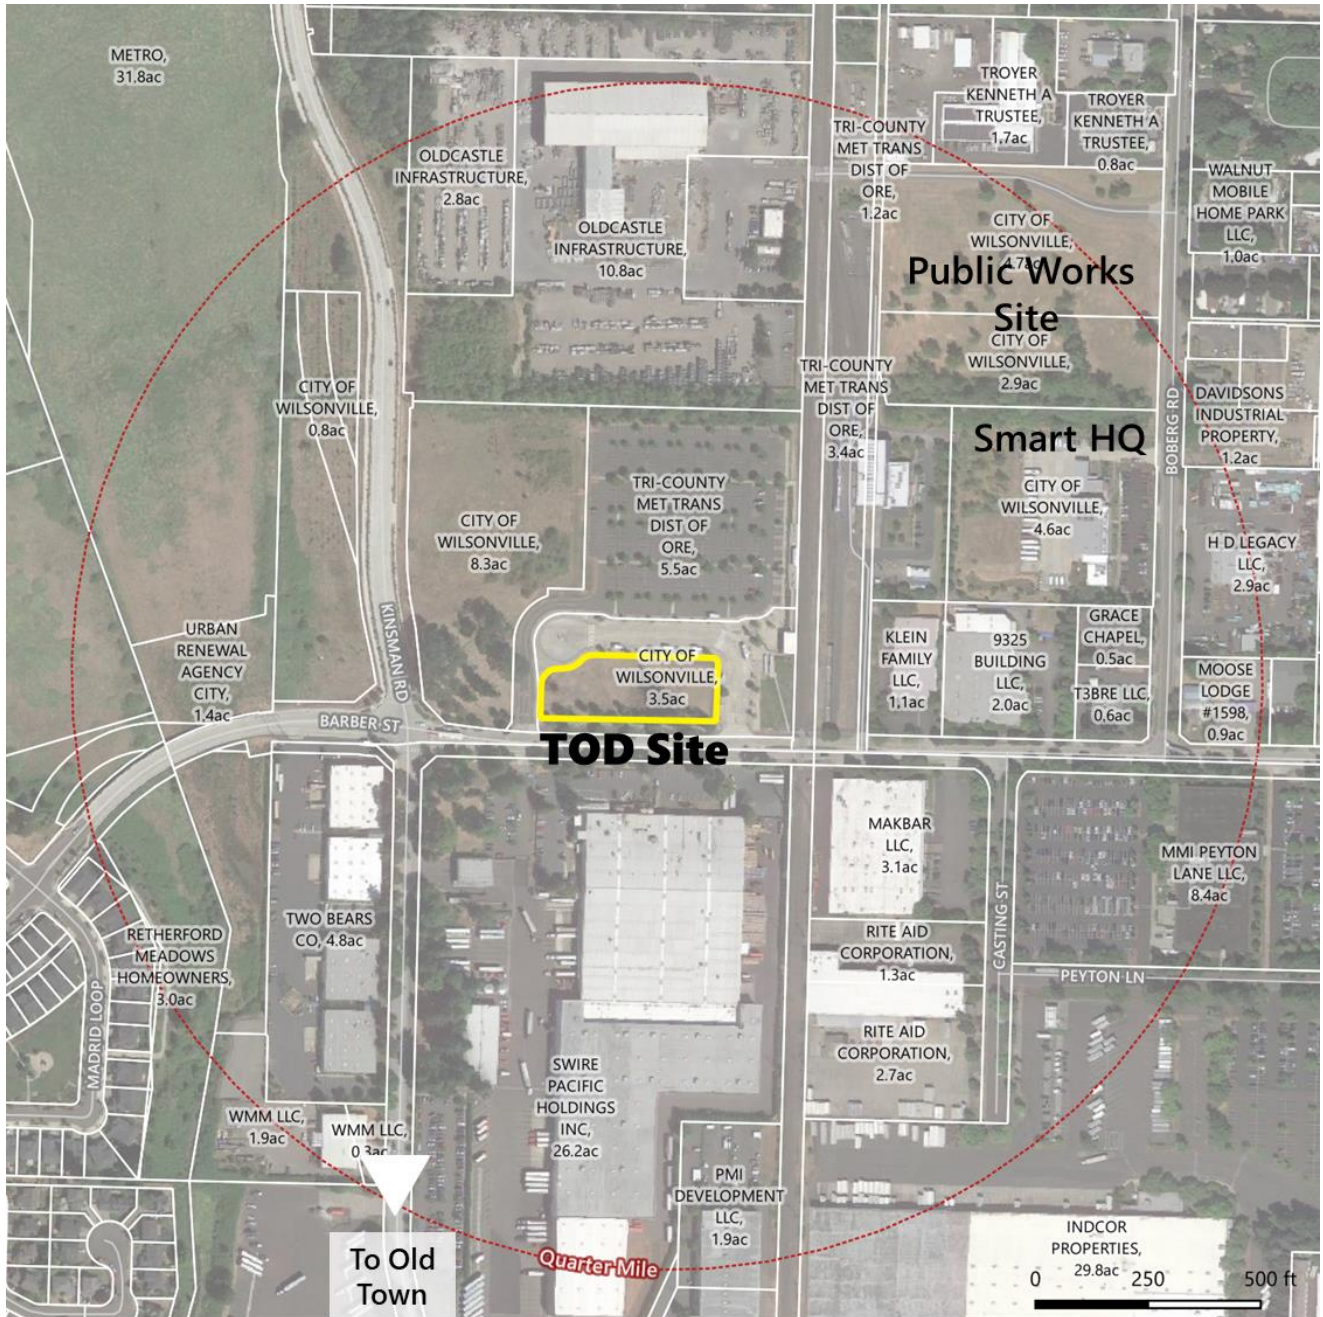 METRO,
31.8ac
OLDCASTLE
INFRASTRUCTURE,
2.8ac
OLDCASTLE
INFRASTRUCTURE,
10.8ac
TRI-COUNTY
MET TRANS
DIST OF
ORE,
1.2ac
TROYER
KENNETH A
TRUSTEE,
1.7ac
TROYER
KENNETH A
TRUSTEE,
0.8ac
WALNUT
MOBILE
HOME PARK
LLC,
1.0ac
CITY OF
WILSONVILLE,
Public Works
Site
CITY OF
WILSONVILLE,
2.9ac
CITY OF
WILSONVILLE,
0.8ac
TRI-COUNTY
MET TRANS
DIST OF
ORE,
3.4ac
DAVIDSONS
INDUSTRIAL
PROPERTY,
1.2ac
BOBERG RD
Smart HQ
CITY OF
WILSONVILLE,
4.6ac
CITY OF
WILSONVILLE,
8.3ac
TRI-COUNTY
MET TRANS
DIST OF
ORE,
5.5ac
H D LEGACY
LLC,
2.9ac
URBAN
RENEWAL
AGENCY
CITY,
1.4ac
KINSMAN RD
BARBER ST
CITY OF
WILSONVILLE,
3.5ac
TOD Site
KLEIN
FAMILY
LLC,
1.1ac
9325
BUILDING
LLC,
2.0ac
GRACE
CHAPEL,
0.5ac
T3BRE LLC,
0.6ac
MOOSE
LODGE
#1598,
0.9ac
MAKBAR
LLC,
3.1ac
MMI PEYTON
LANE LLC,
8.4ac
CASTING ST
TWO BEARS
CO, 4.8ac
RETHERFORD
MEADOWS
HOMEOWNERS,
3.0ac
MADRID LOOP
RITE AID
CORPORATION,
1.3ac
PEYTON LN
RITE AID
CORPORATION,
2.7ac
SWIRE
PACIFIC
HOLDINGS
INC,
26.2ac
WMM LLC,
1.9ac
WMM LLC,
0.3ac
PMI
DEVELOPMENT
LLC,
1.9ac
INDCOR
PROPERTIES,
29.8ac
To Old
Town
Quarter Mile
0 250 500 ft